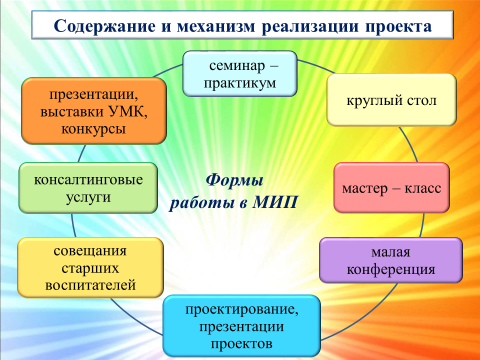 Содержание и механизм реализации проекта
семинар –
практикум
круглый стол
мастер – класс
малая
конференция
проектирование,
презентации
проектов
совещания
старших
воспитателей
консалтинговые
услуги
презентации,
выставки УМК,
конкурсы
Формы
работы в МИП